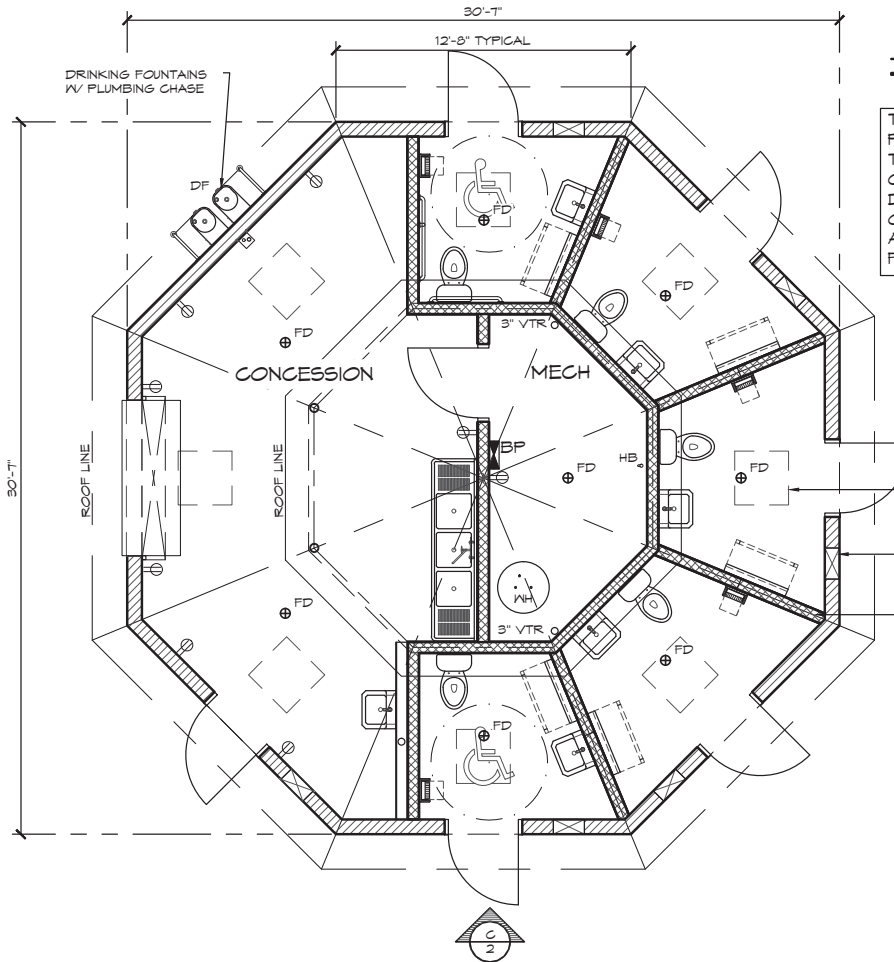 30'-7"
12'-8" TYPICAL
DRINKING FOUNTAINS
W/ PLUMBING CHASE
DF
FD
FD
FD
3" VTR
CONCESSION
MECH
ROOF LINE
ROOF LINE
30'-7"
BP
HB
FD
FD
WH
3" VTR
FD
FD
FD
C
2